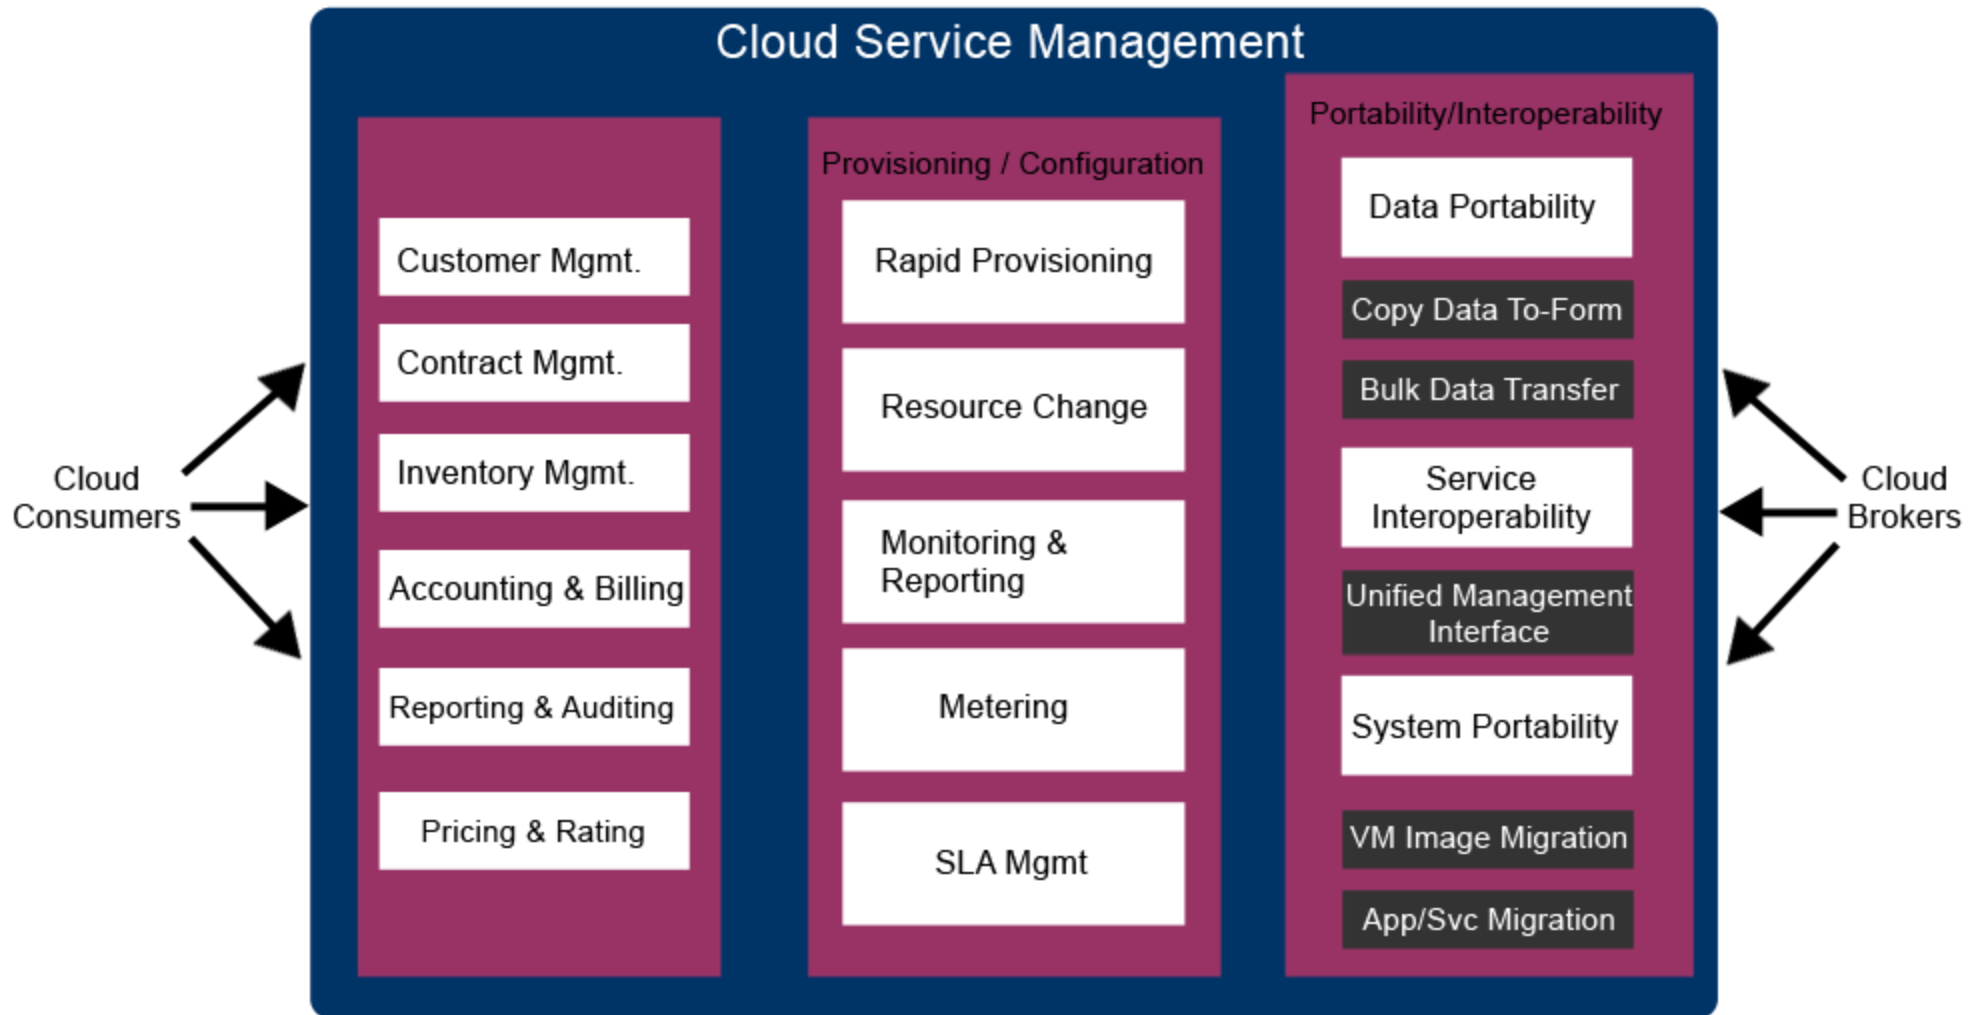 Cloud Service Management
Cloud
Consumers
Customer Mgmt.
Contract Mgmt.
Inventory Mgmt.
Accounting & Billing
Reporting & Auditing
Pricing & Rating
Provisioning / Configuration
Rapid Provisioning
Resource Change
Monitoring &
Reporting
Metering
SLA Mgmt
Portability/Interoperability
Data Portability
Copy Data To-Form
Bulk Data Transfer
Service
Interoperability
Unified Management
Interface
System Portability
VM Image Migration
App/Svc Migration
Cloud
Brokers